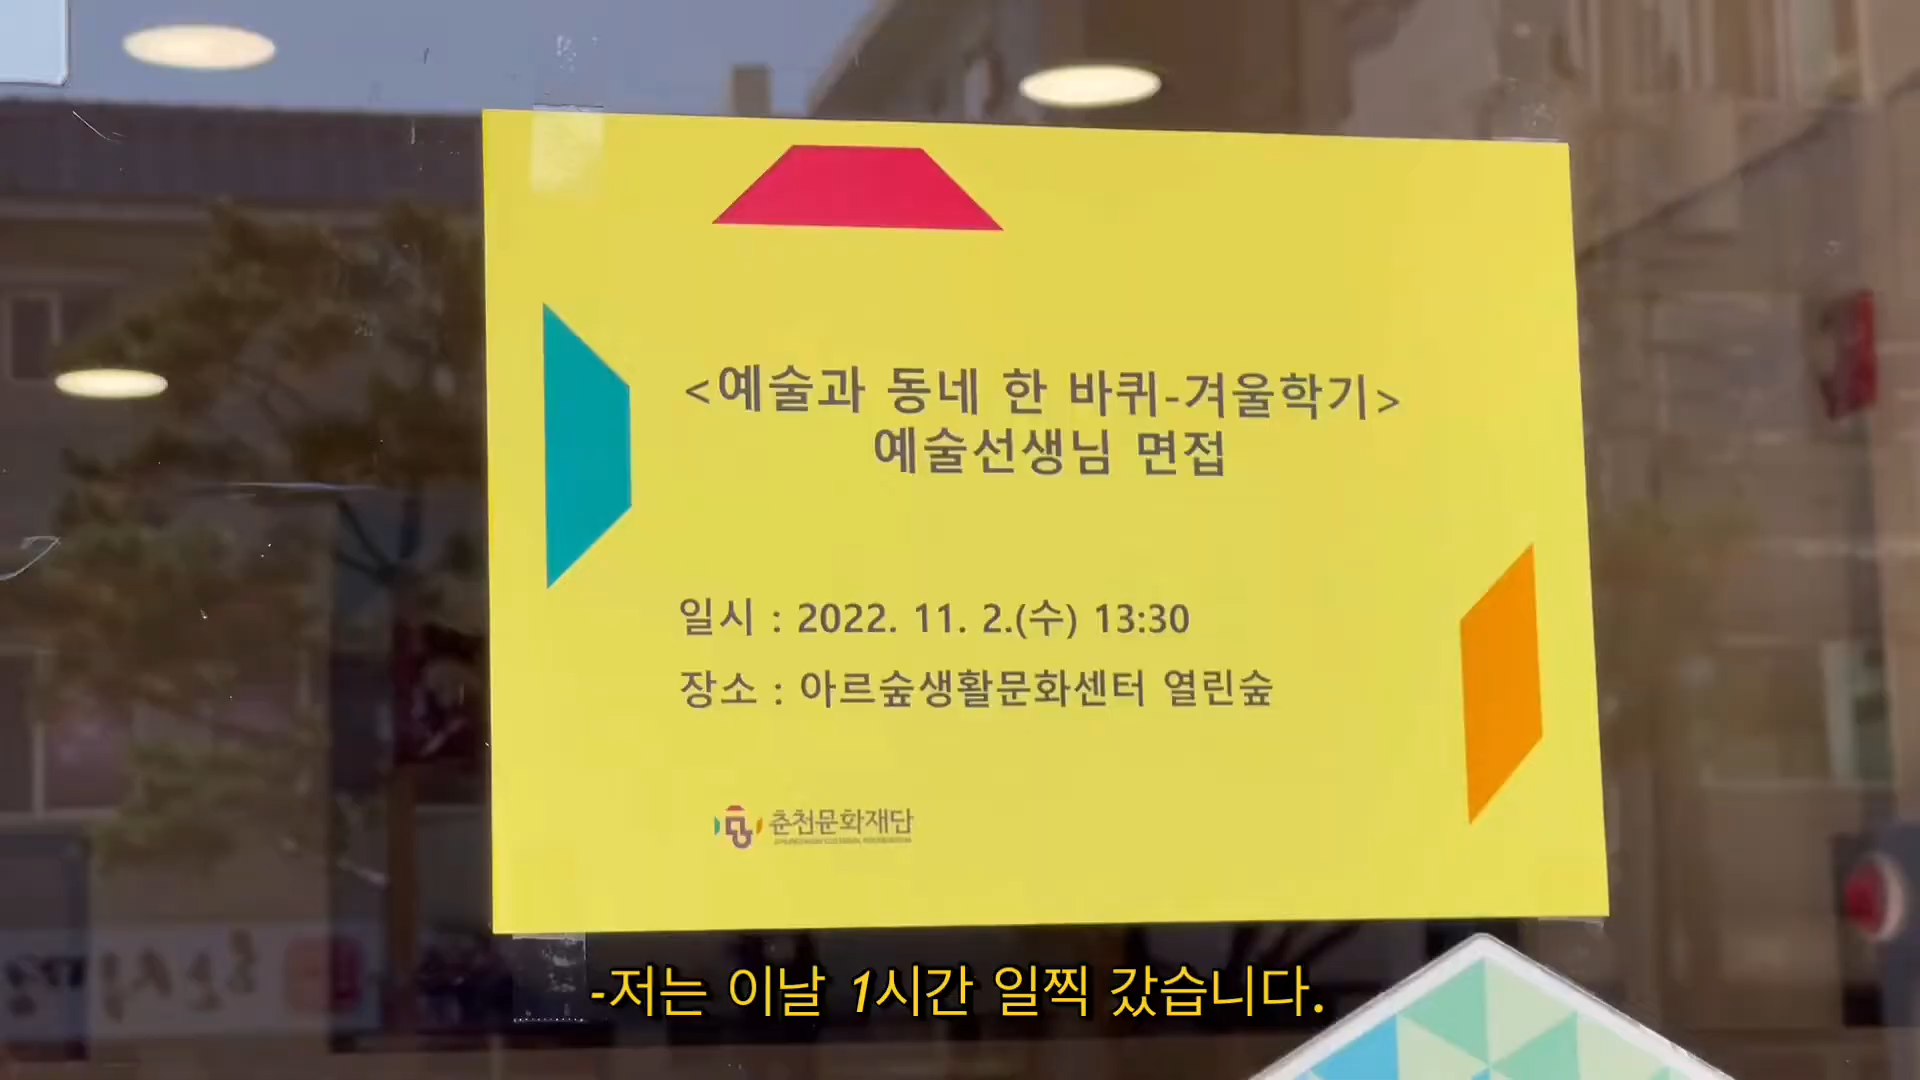 <예술과 동네 한 바퀴-겨울학기>
예술선생님 면접
일시 : 2022. 11. 2.(수) 13:30
장소 : 아르숲생활문화센터 열린숲
춘천문화재단
-저는 이날 1시간 일찍 갔습니다.